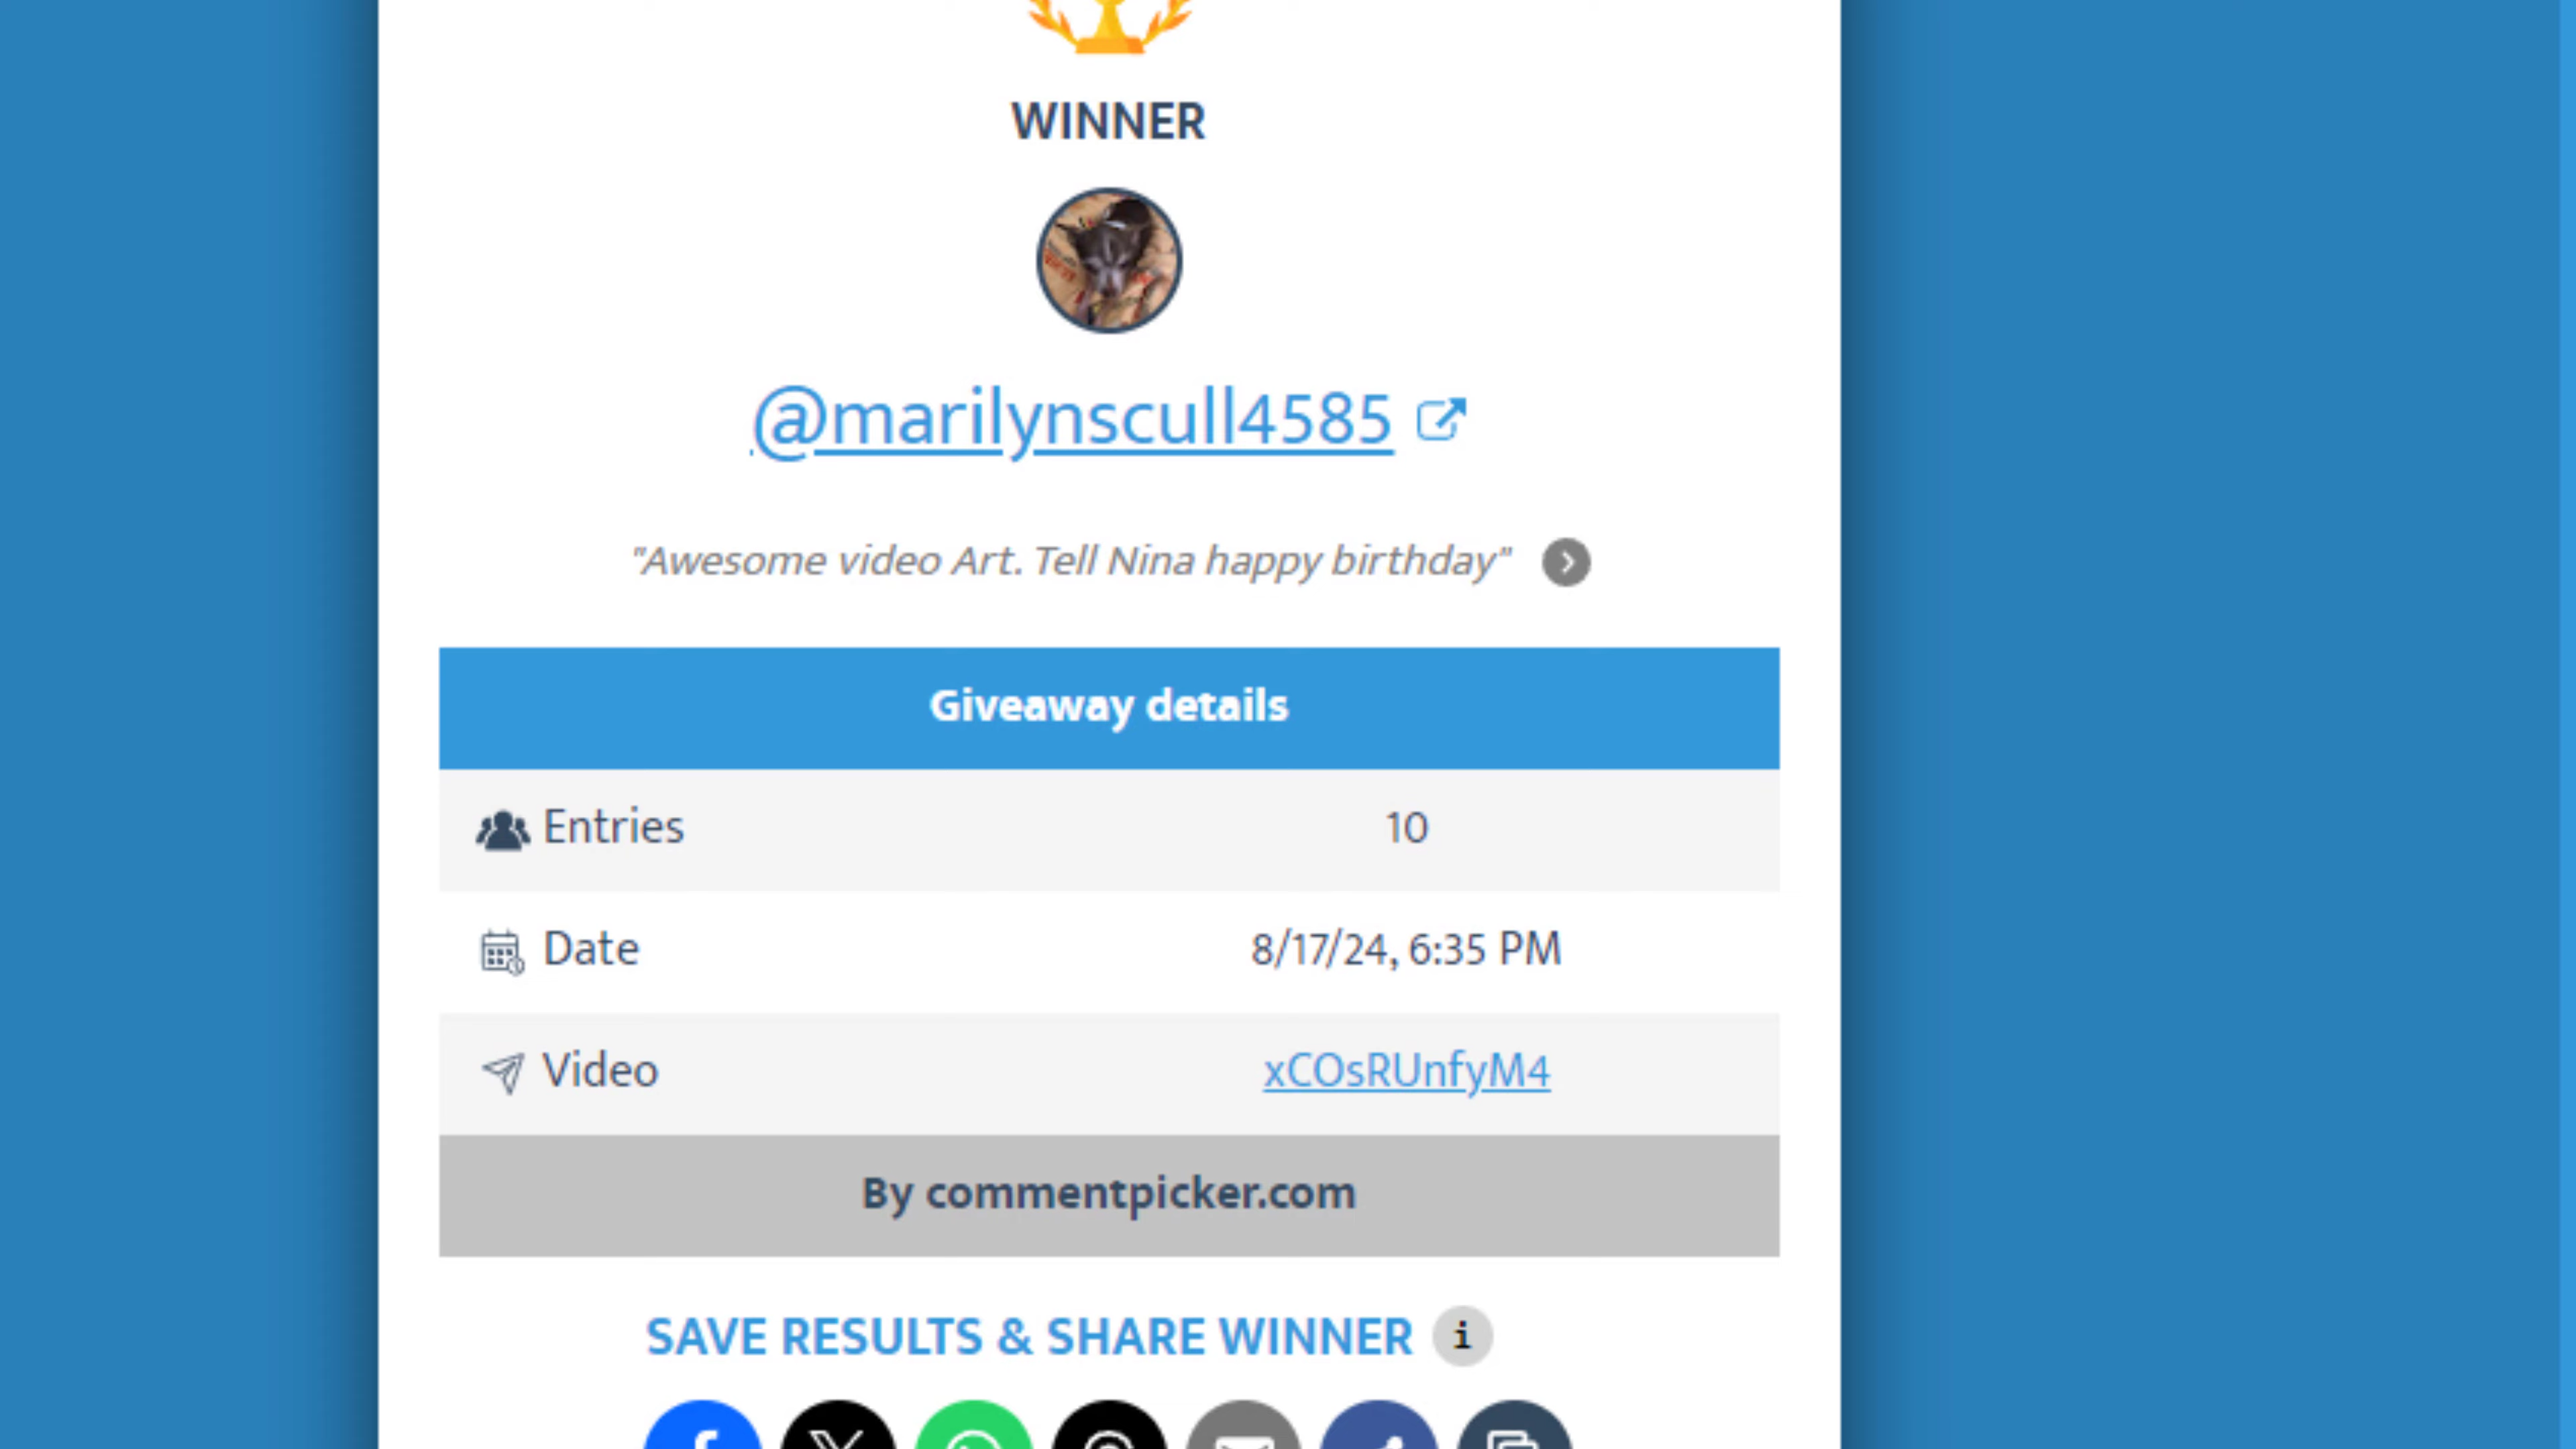 WINNER
@marilynscull4585
"Awesome video Art. Tell Nina happy birthday"
Giveaway details
Entries 10
Date 8/17/24, 6:35 PM
Video xCOsRUnfyM4
By commentpicker.com
SAVE RESULTS & SHARE WINNER i